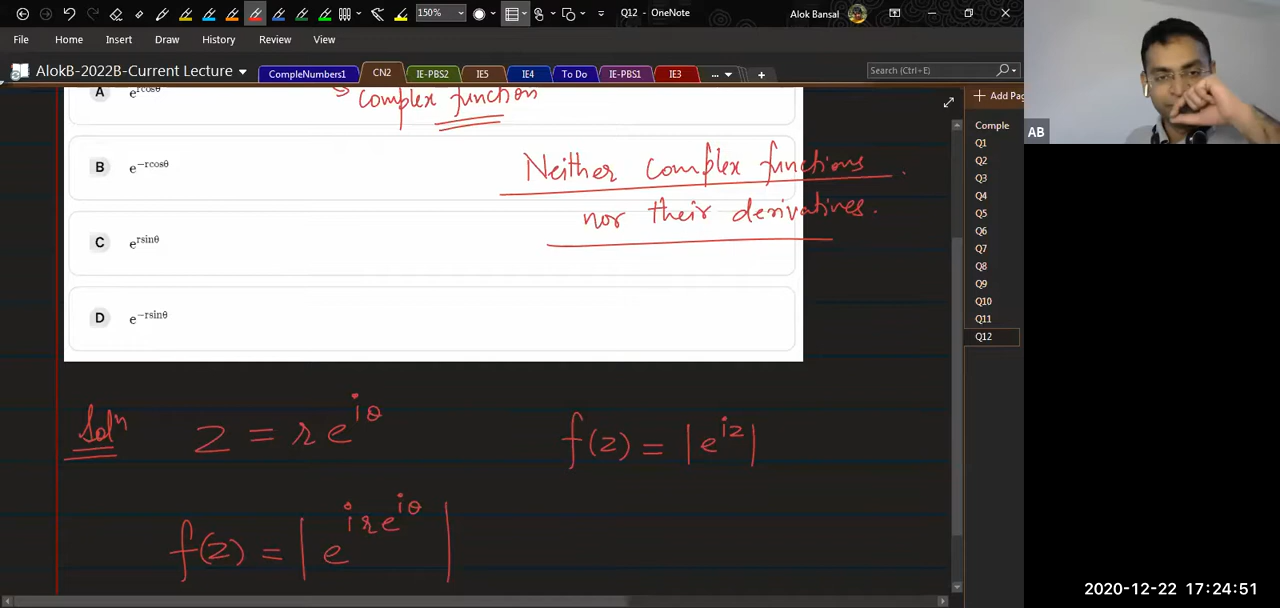 150% Q12 - OneNote Alok Bansal
File Home Insert Draw History Review View
AlokB-2022B-Current Lecture CompleNumbers1 CN2 IE-PBS2 IE5 IE4 To Do IE-PBS1 IE3 ... Search (Ctrl+E)
Add Pag
A e^rcosθ
complex function
AB
Comple
Q1
Q2
Q3
Q4
Q5
Q6
Q7
Q8
Q9
Q10
Q11
Q12
B e^−rcosθ
Neither complex functions.
nor their derivatives.
C e^rsinθ
D e^−rsinθ
Solⁿ z = re^iθ f(z) = |e^iz|
f(z) = |e^ire^iθ|
2020-12-22 17:24:51